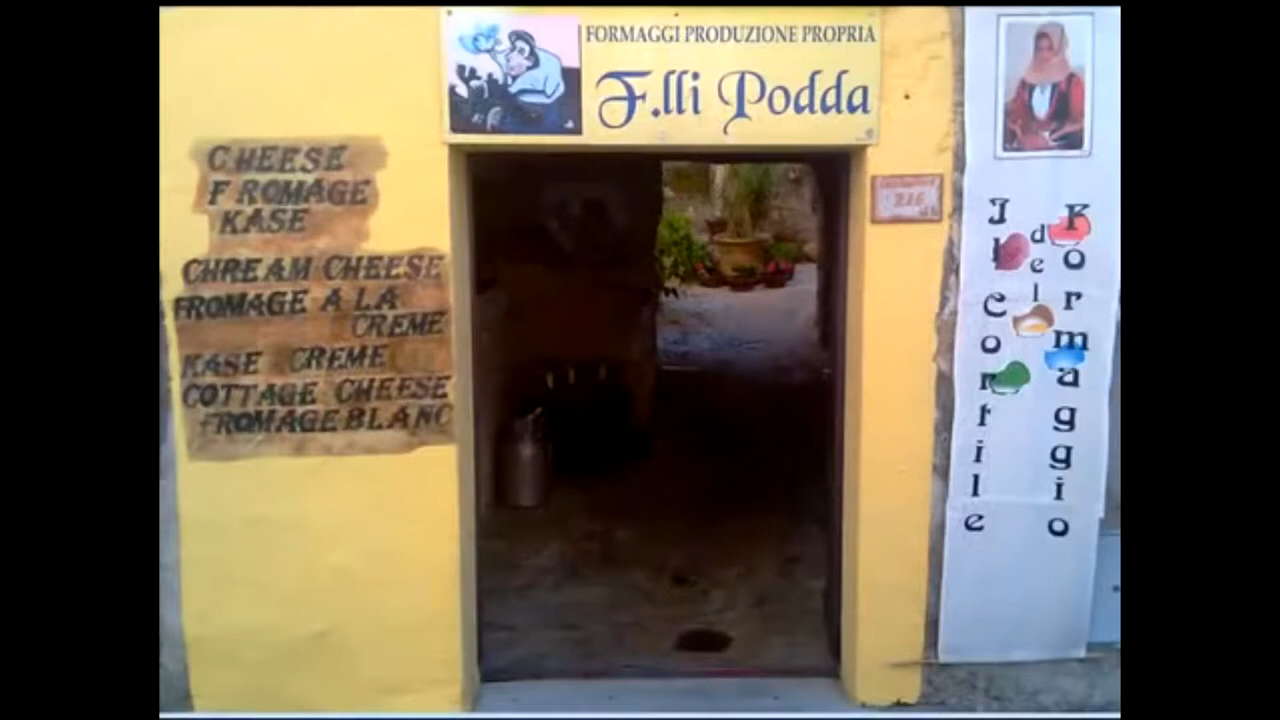 FORMAGGI PRODUZIONE PROPRIA
F.lli Podda
CHEESE
FROMAGE
KASE
CHREAM CHEESE
FROMAGE A LA
CREME
KASE CREME
COTTAGE CHEESE
FROMAGE BLANC
Il Cortile
del
Formaggio